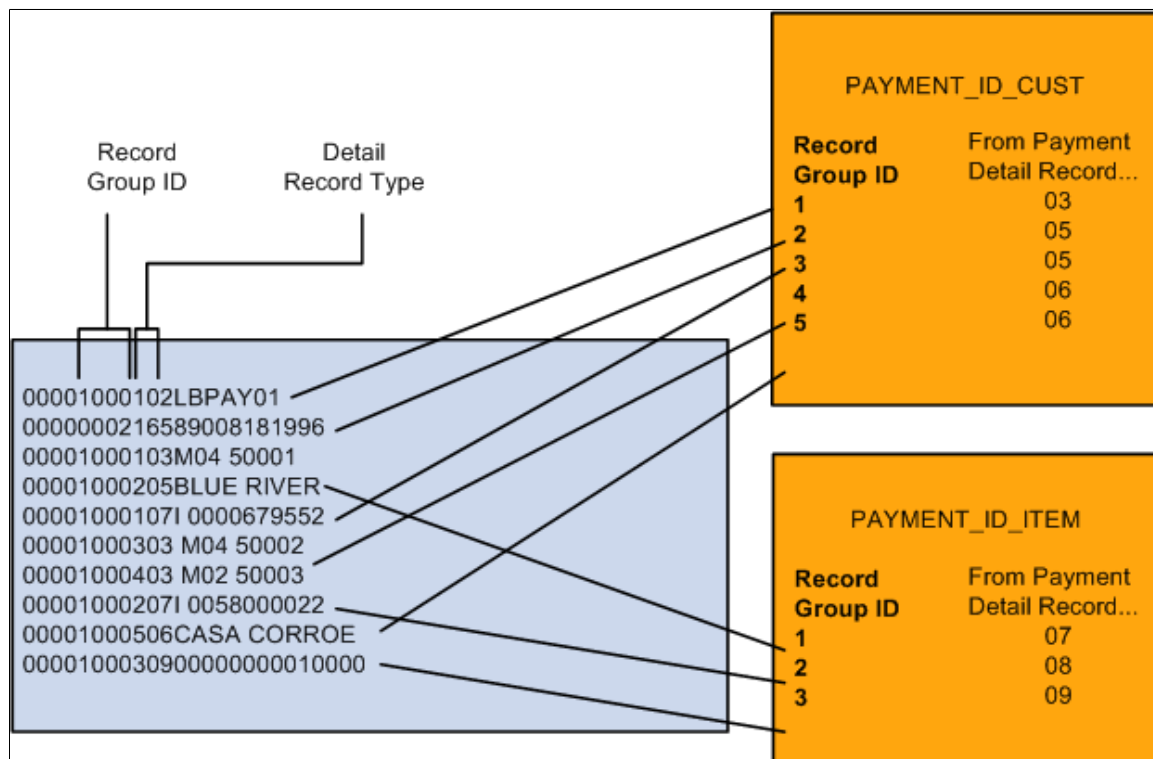 Record
Group ID
Detail
Record Type
00001000102LBPAY01
0000000216589008181996
00001000103M04 50001
00001000205BLUE RIVER
00001000107I 0000679552
00001000303 M04 50002
00001000403 M02 50003
00001000207I 0058000022
00001000506CASA CORROE
0000100030900000000010000
PAYMENT_ID_CUST
Record From Payment
Group ID Detail Record...
1 03
2 05
3 05
4 06
5 06
PAYMENT_ID_ITEM
Record From Payment
Group ID Detail Record...
1 07
2 08
3 09